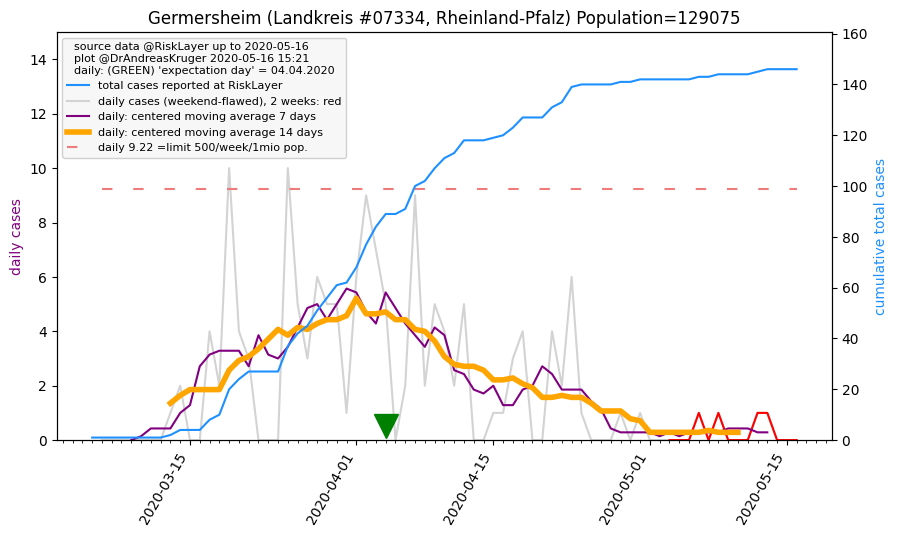 Germersheim (Landkreis #07334, Rheinland-Pfalz) Population=129075
source data @RiskLayer up to 2020-05-16
plot @DrAndreasKruger 2020-05-16 15:21
daily: (GREEN) 'expectation day' = 04.04.2020
total cases reported at RiskLayer
daily cases (weekend-flawed), 2 weeks: red
daily: centered moving average 7 days
daily: centered moving average 14 days
daily 9.22 =limit 500/week/1mio pop.
daily cases
14
12
10
8
6
4
2
0
cumulative total cases
160
140
120
100
80
60
40
20
0
2020-03-15
2020-04-01
2020-04-15
2020-05-01
2020-05-15